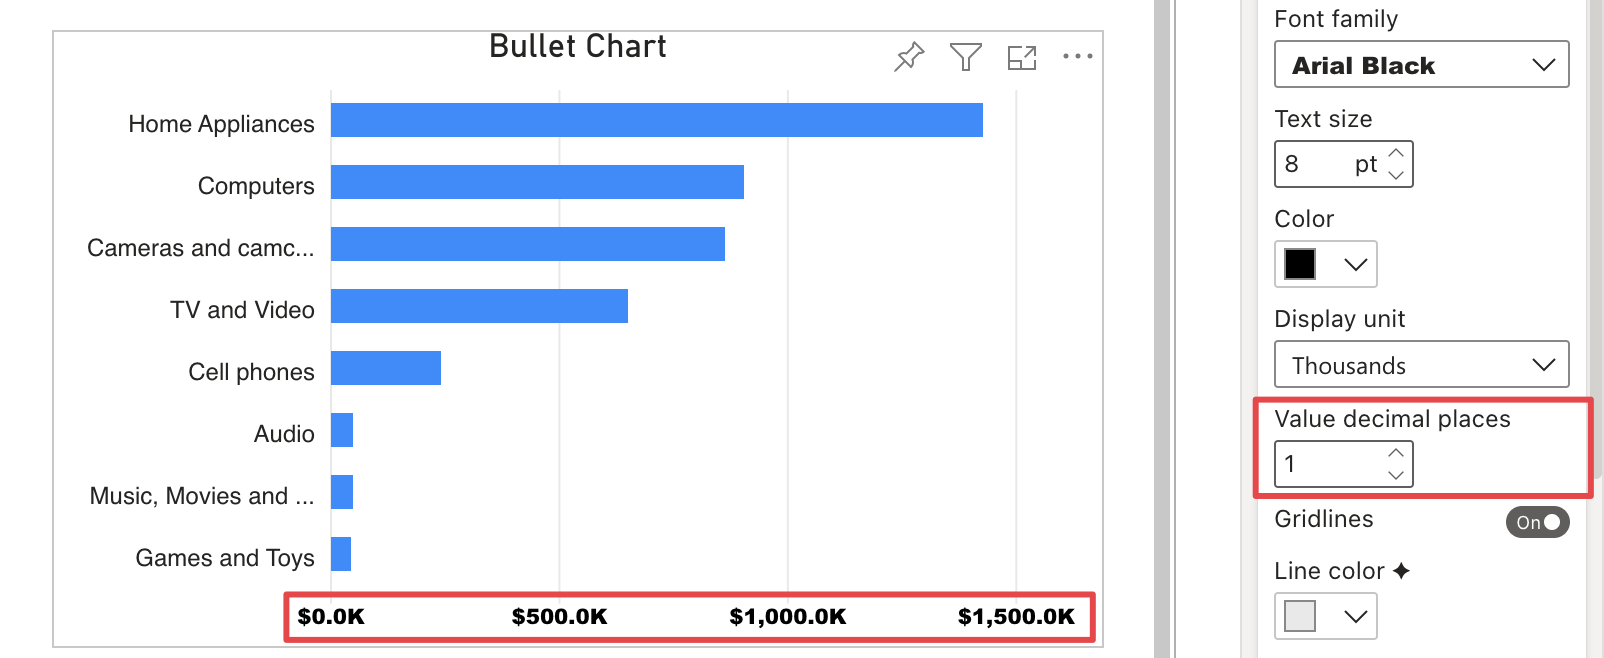 Bullet Chart
Home Appliances
Computers
Cameras and camc...
TV and Video
Cell phones
Audio
Music, Movies and ...
Games and Toys
$0.0K $500.0K $1,000.0K $1,500.0K
Font family
Arial Black
Text size
8 pt
Color
Display unit
Thousands
Value decimal places
1
Gridlines On
Line color